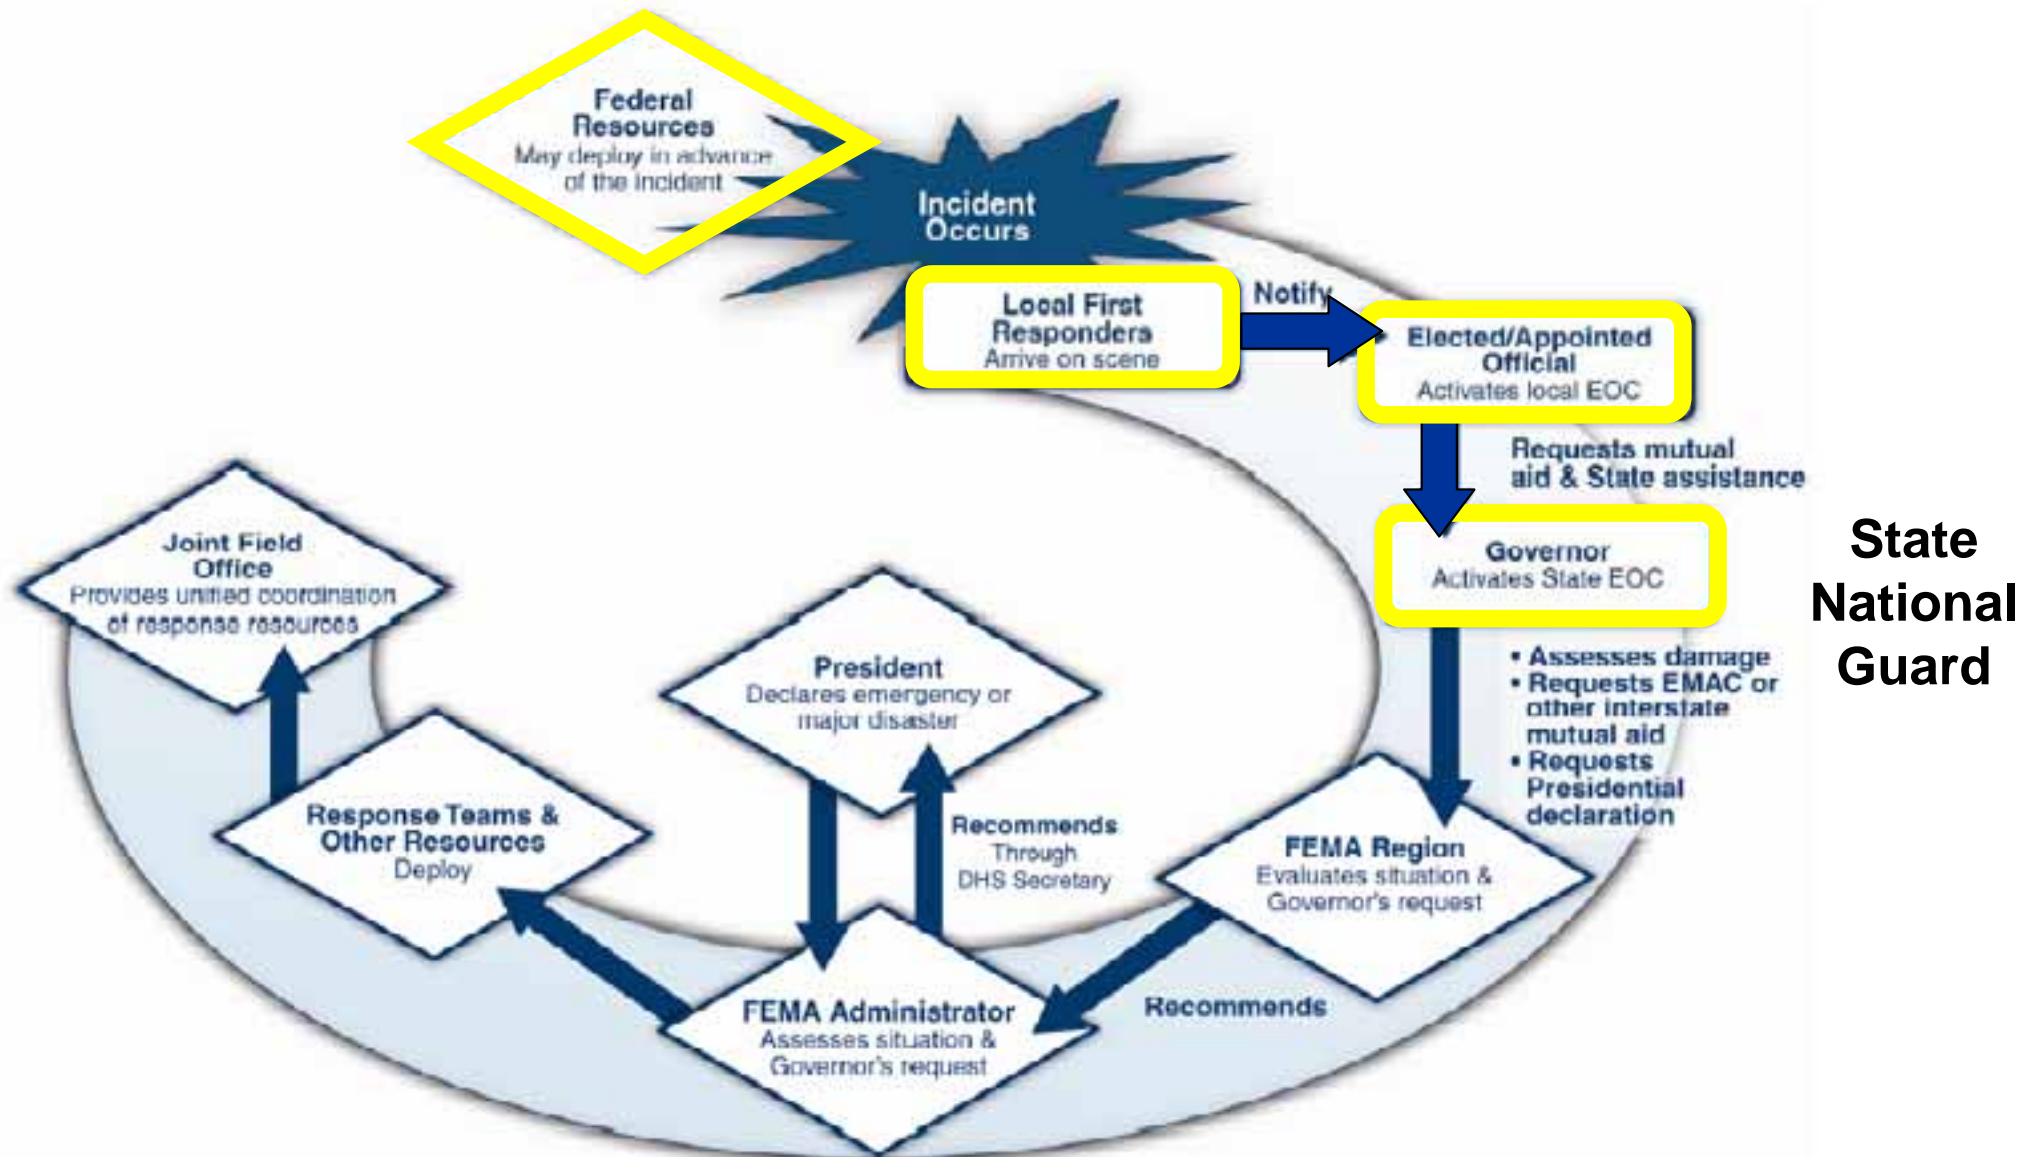 Federal
Resources
May deploy in advance
of the incident
Incident
Occurs
Local First
Responders
Arrive on scene
Notify
Elected/Appointed
Official
Activates local EOC
Requests mutual
aid & State assistance
Governor
Activates State EOC
State
National
Guard
• Assesses damage
• Requests EMAC or
other interstate
mutual aid
• Requests
Presidential
declaration
FEMA Region
Evaluates situation &
Governor's request
Recommends
FEMA Administrator
Assesses situation &
Governor's request
Recommends
Through
DHS Secretary
President
Declares emergency or
major disaster
Response Teams &
Other Resources
Deploy
Joint Field
Office
Provides unified coordination
of response resources